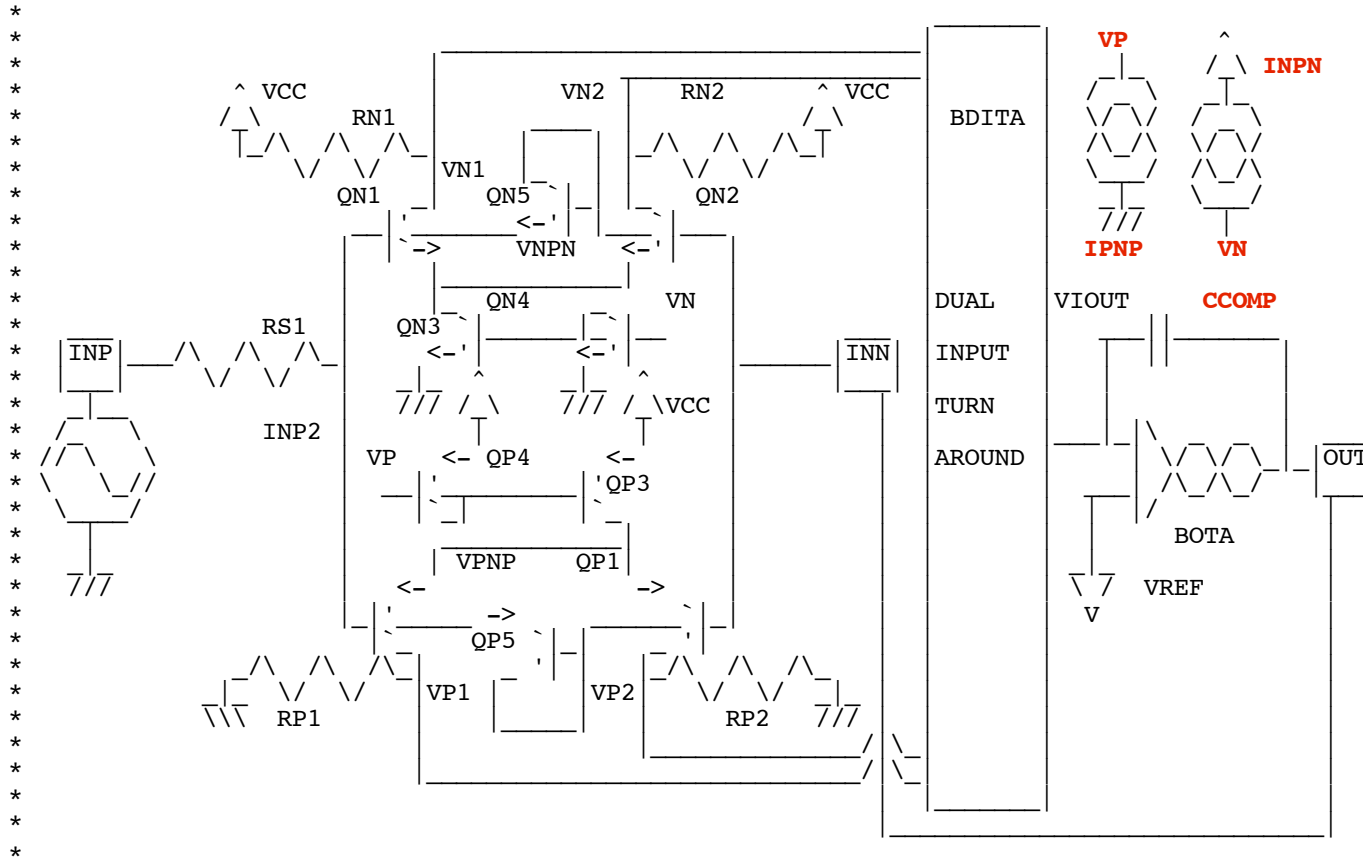 VP
INPN
VCC VN2 RN2 VCC
RN1 BDITA
VN1
QN1 QN5 QN2
VNPN IPNP VN
QN4 VN DUAL VIOUT CCOMP
RS1 QN3
INP INN INPUT
VCC TURN
INP2
VP QP4 AROUND OUT
QP3
BOTA
VPNP QP1
VREF
V
QP5
VP1 VP2
RP1 RP2